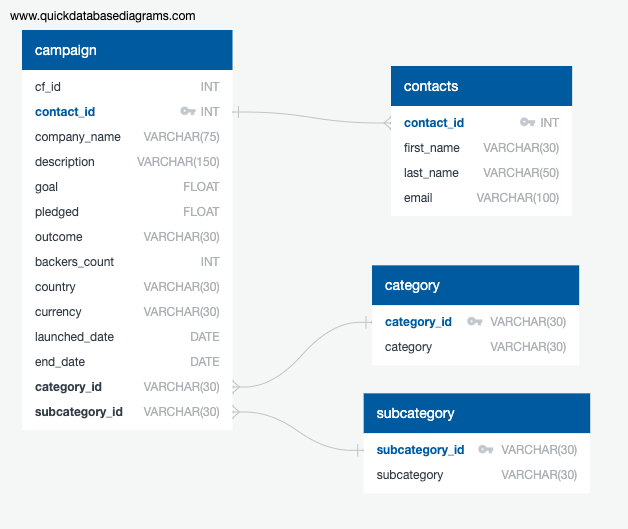 www.quickdatabasediagrams.com
campaign
cf_id INT
contact_id INT
company_name VARCHAR(75)
description VARCHAR(150)
goal FLOAT
pledged FLOAT
outcome VARCHAR(30)
backers_count INT
country VARCHAR(30)
currency VARCHAR(30)
launched_date DATE
end_date DATE
category_id VARCHAR(30)
subcategory_id VARCHAR(30)
contacts
contact_id INT
first_name VARCHAR(30)
last_name VARCHAR(50)
email VARCHAR(100)
category
category_id VARCHAR(30)
category VARCHAR(30)
subcategory
subcategory_id VARCHAR(30)
subcategory VARCHAR(30)